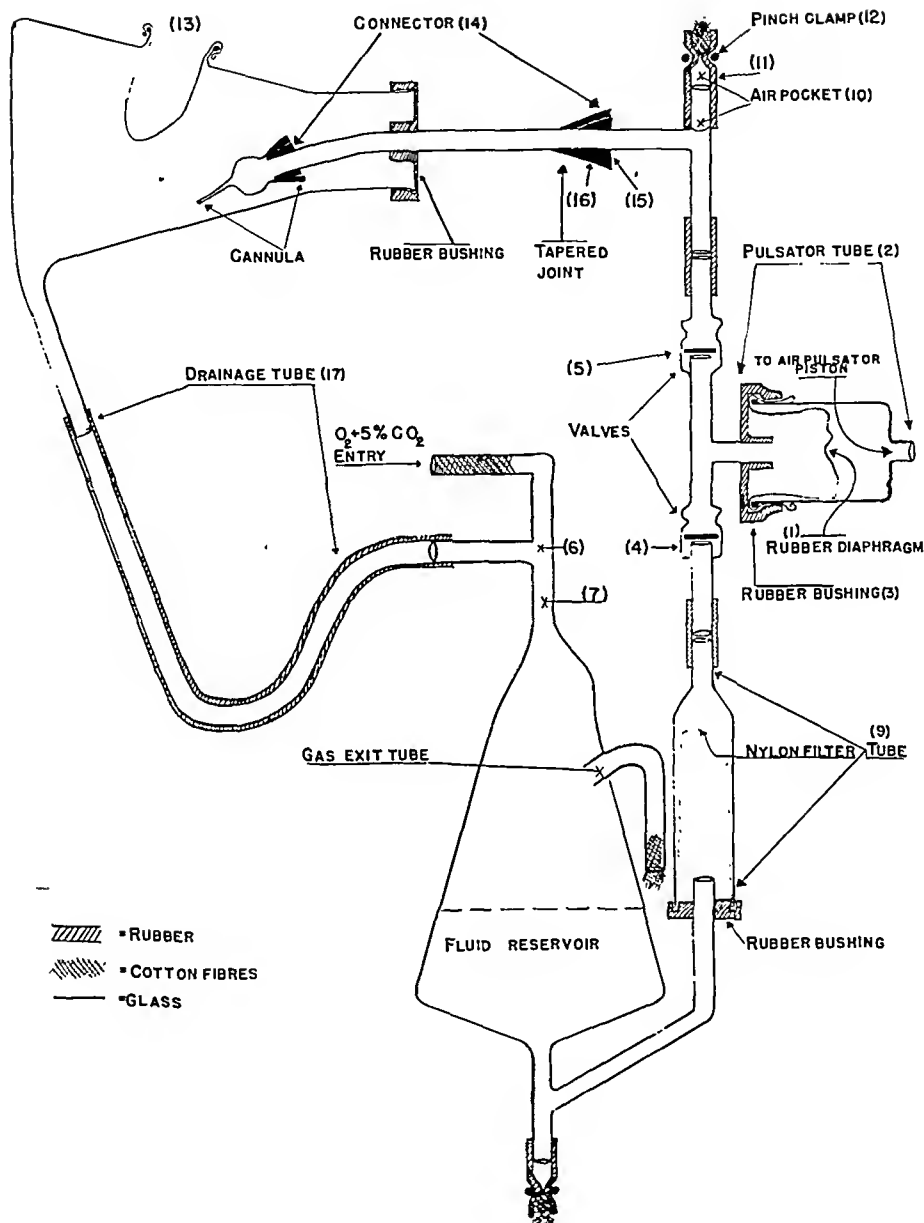 (13)
CONNECTOR (14)
PINCH CLAMP (12)
(11)
AIR POCKET (10)
(16)
(15)
CANNULA
RUBBER BUSHING
TAPERED
JOINT
PULSATOR TUBE (2)
(5)
TO AIR PULSATOR
PISTON
DRAINAGE TUBE (17)
VALVES
O2+5% CO2
ENTRY
(6)
(4)
(1)
RUBBER DIAPHRAGM
(7)
RUBBER BUSHING (3)
(9)
GAS EXIT TUBE
NYLON FILTER
TUBE
=RUBBER
FLUID RESERVOIR
RUBBER BUSHING
=COTTON FIBRES
=GLASS